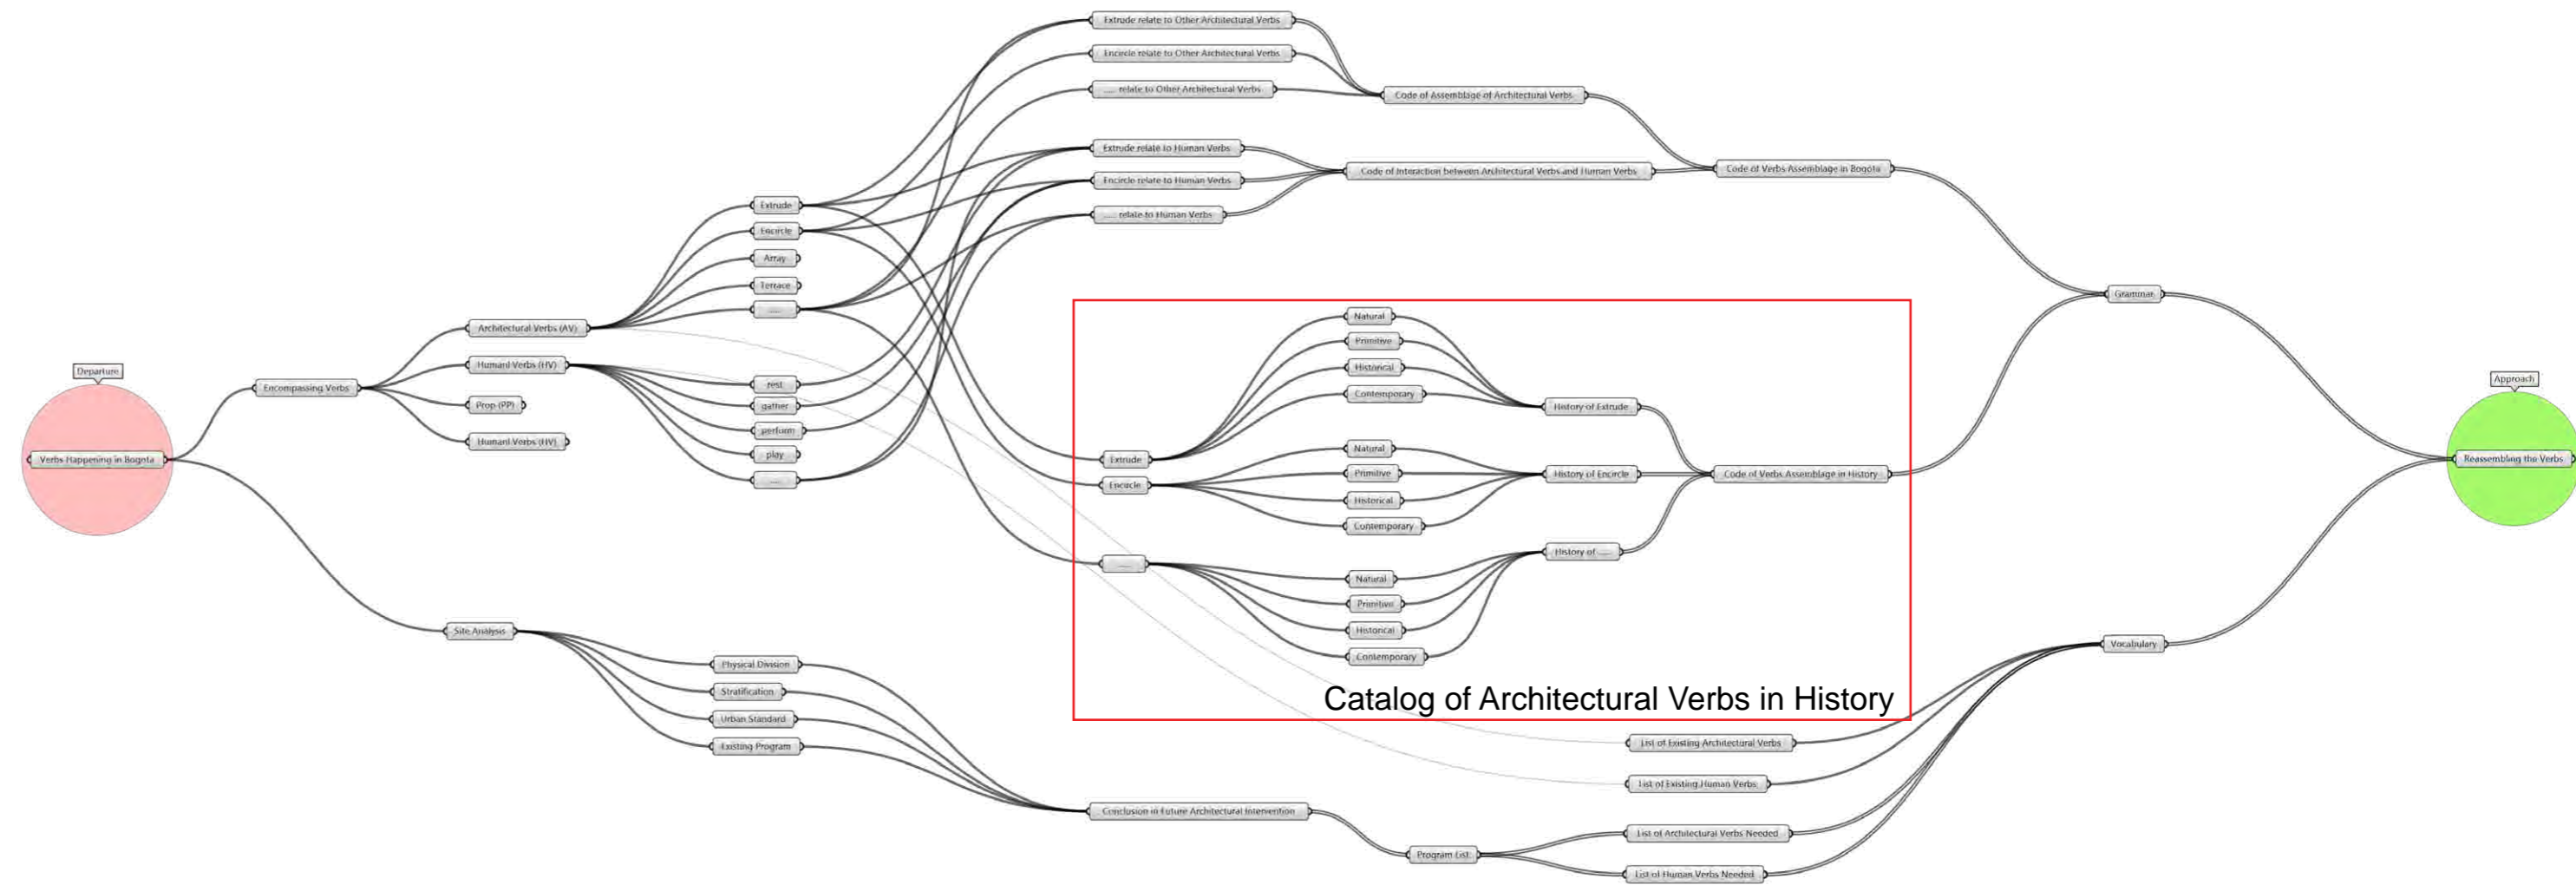 Departure
Verbs Happening in Bogota
Encompassing Verbs
Architectural Verbs (AV)
Humanl Verbs (HV)
Prop (PP)
Humanl Verbs (HV)
Extrude
Encircle
Array
Terrace
......
rest
gather
perform
play
......
Site Analysis
Physical Division
Stratification
Urban Standard
Existing Program
Extrude relate to Other Architectural Verbs
Encircle relate to Other Architectural Verbs
...... relate to Other Architectural Verbs
Extrude relate to Human Verbs
Encircle relate to Human Verbs
...... relate to Human Verbs
Code of Assemblage of Architectural Verbs
Code of Interaction between Architectural Verbs and Human Verbs
Code of Verbs Assemblage in Bogota
Extrude
Encircle
......
Natural
Primitive
Historical
Contemporary
Natural
Primitive
Historical
Contemporary
Natural
Primitive
Historical
Contemporary
History of Extrude
History of Encircle
History of ......
Code of Verbs Assemblage in History
Catalog of Architectural Verbs in History
Conclusion in Future Architectural Intervention
Program List
List of Existing Architectural Verbs
List of Existing Human Verbs
List of Architectural Verbs Needed
List of Human Verbs Needed
Grammar
Vocabulary
Approach
Reassembling the Verbs